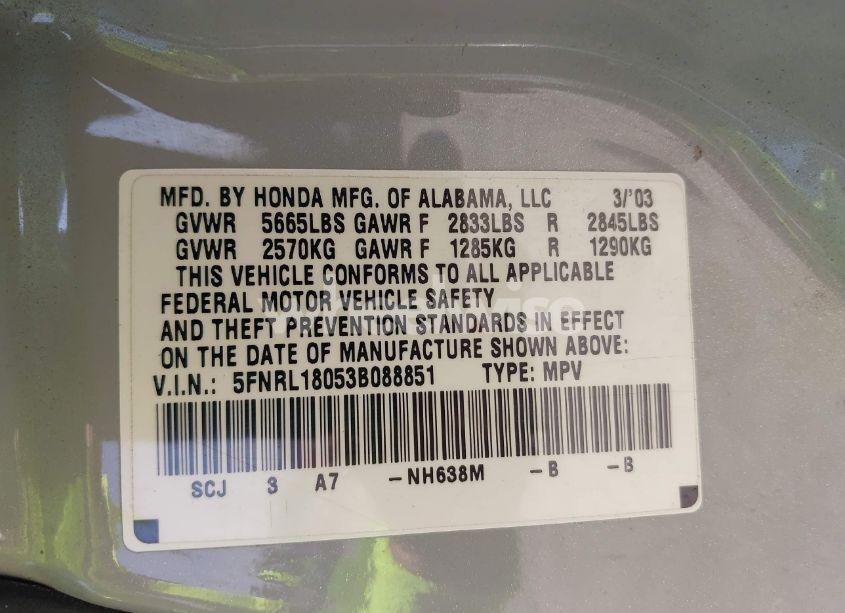 MFD. BY HONDA MFG. OF ALABAMA, LLC 3/'03
GVWR 5665LBS GAWR F 2833LBS R 2845LBS
GVWR 2570KG GAWR F 1285KG R 1290KG
THIS VEHICLE CONFORMS TO ALL APPLICABLE
FEDERAL MOTOR VEHICLE SAFETY
AND THEFT PREVENTION STANDARDS IN EFFECT
ON THE DATE OF MANUFACTURE SHOWN ABOVE:
V.I.N.: 5FNRL18053B088851 TYPE: MPV
SCJ 3 A7 -NH638M -B -B